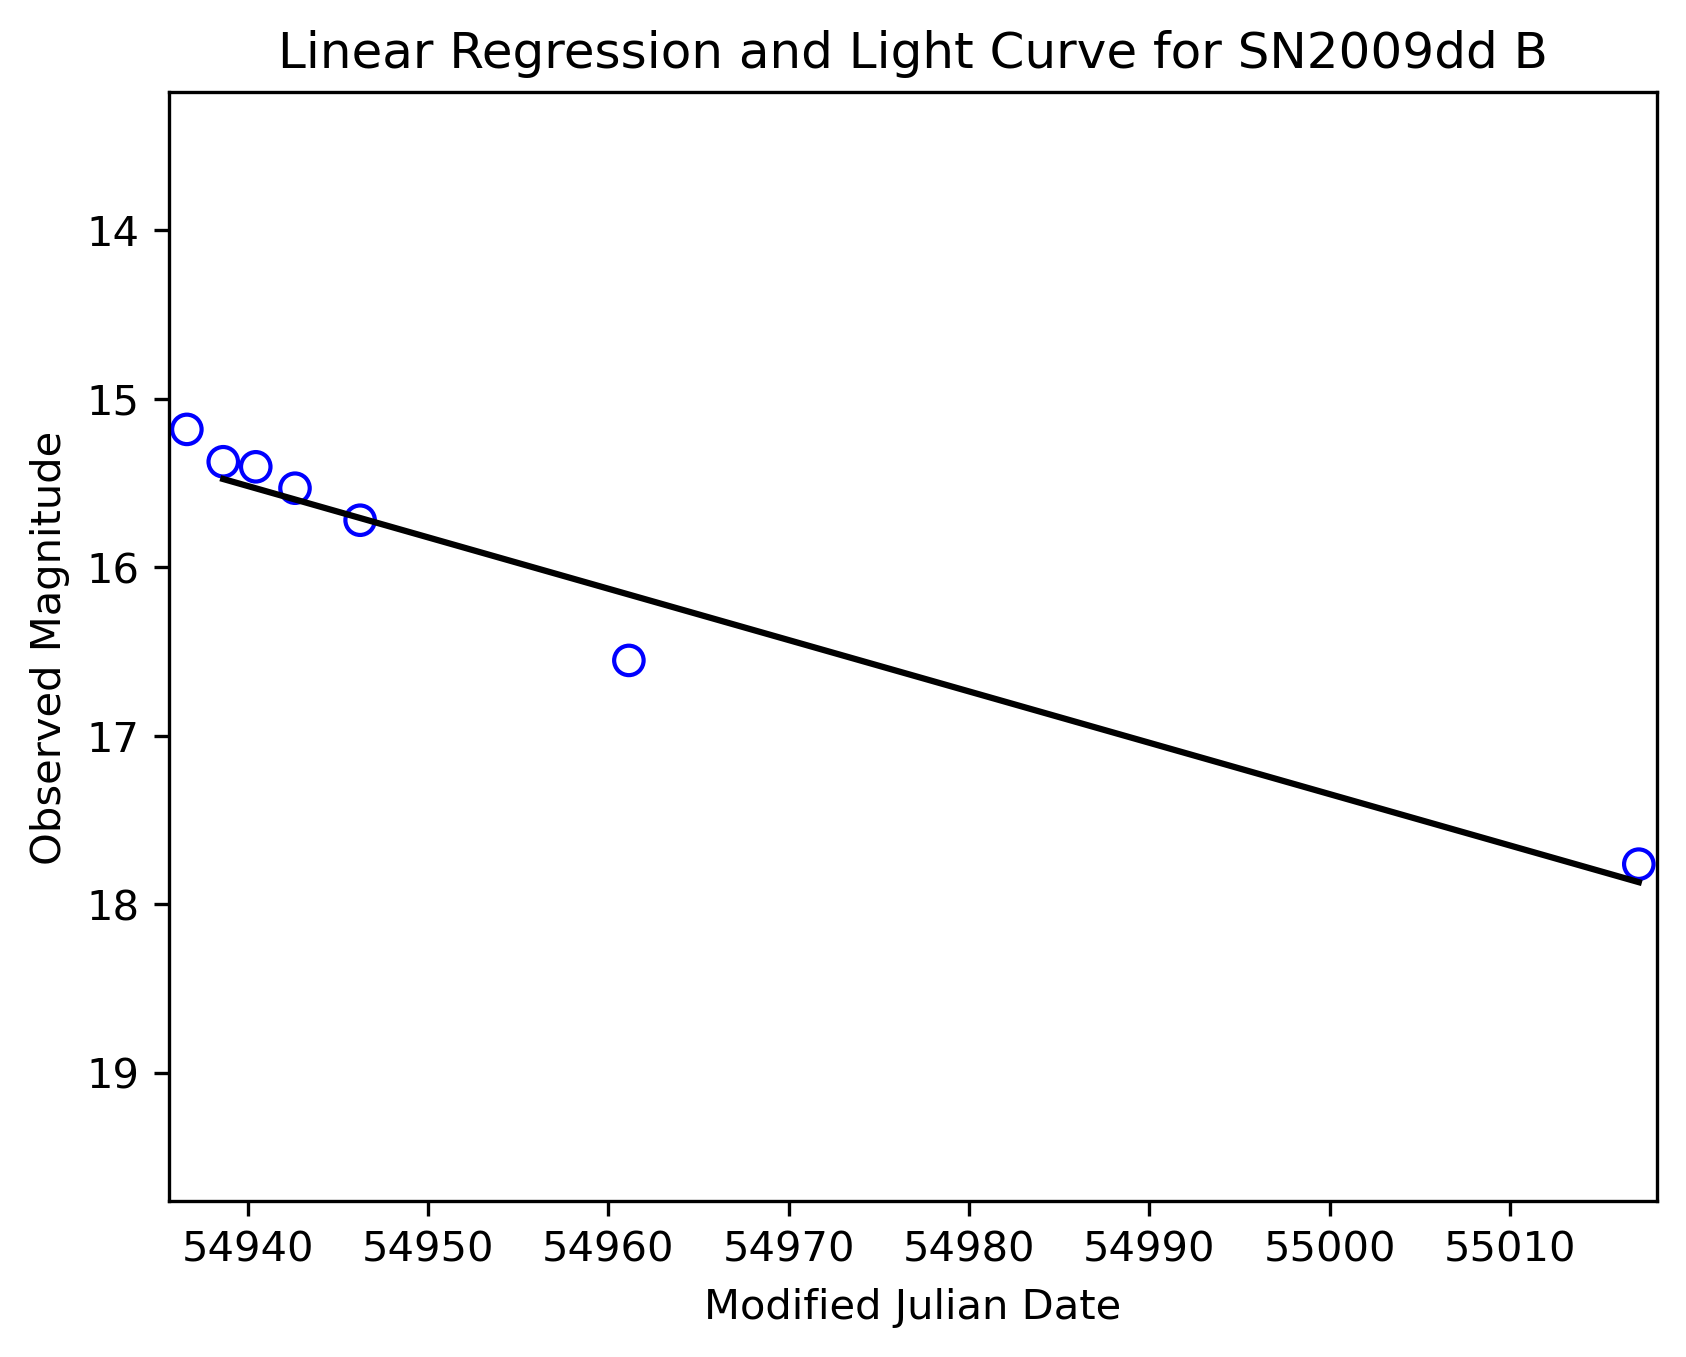 Linear Regression and Light Curve for SN2009dd B
14
15
16
17
18
19
Observed Magnitude
54940 54950 54960 54970 54980 54990 55000 55010
Modified Julian Date